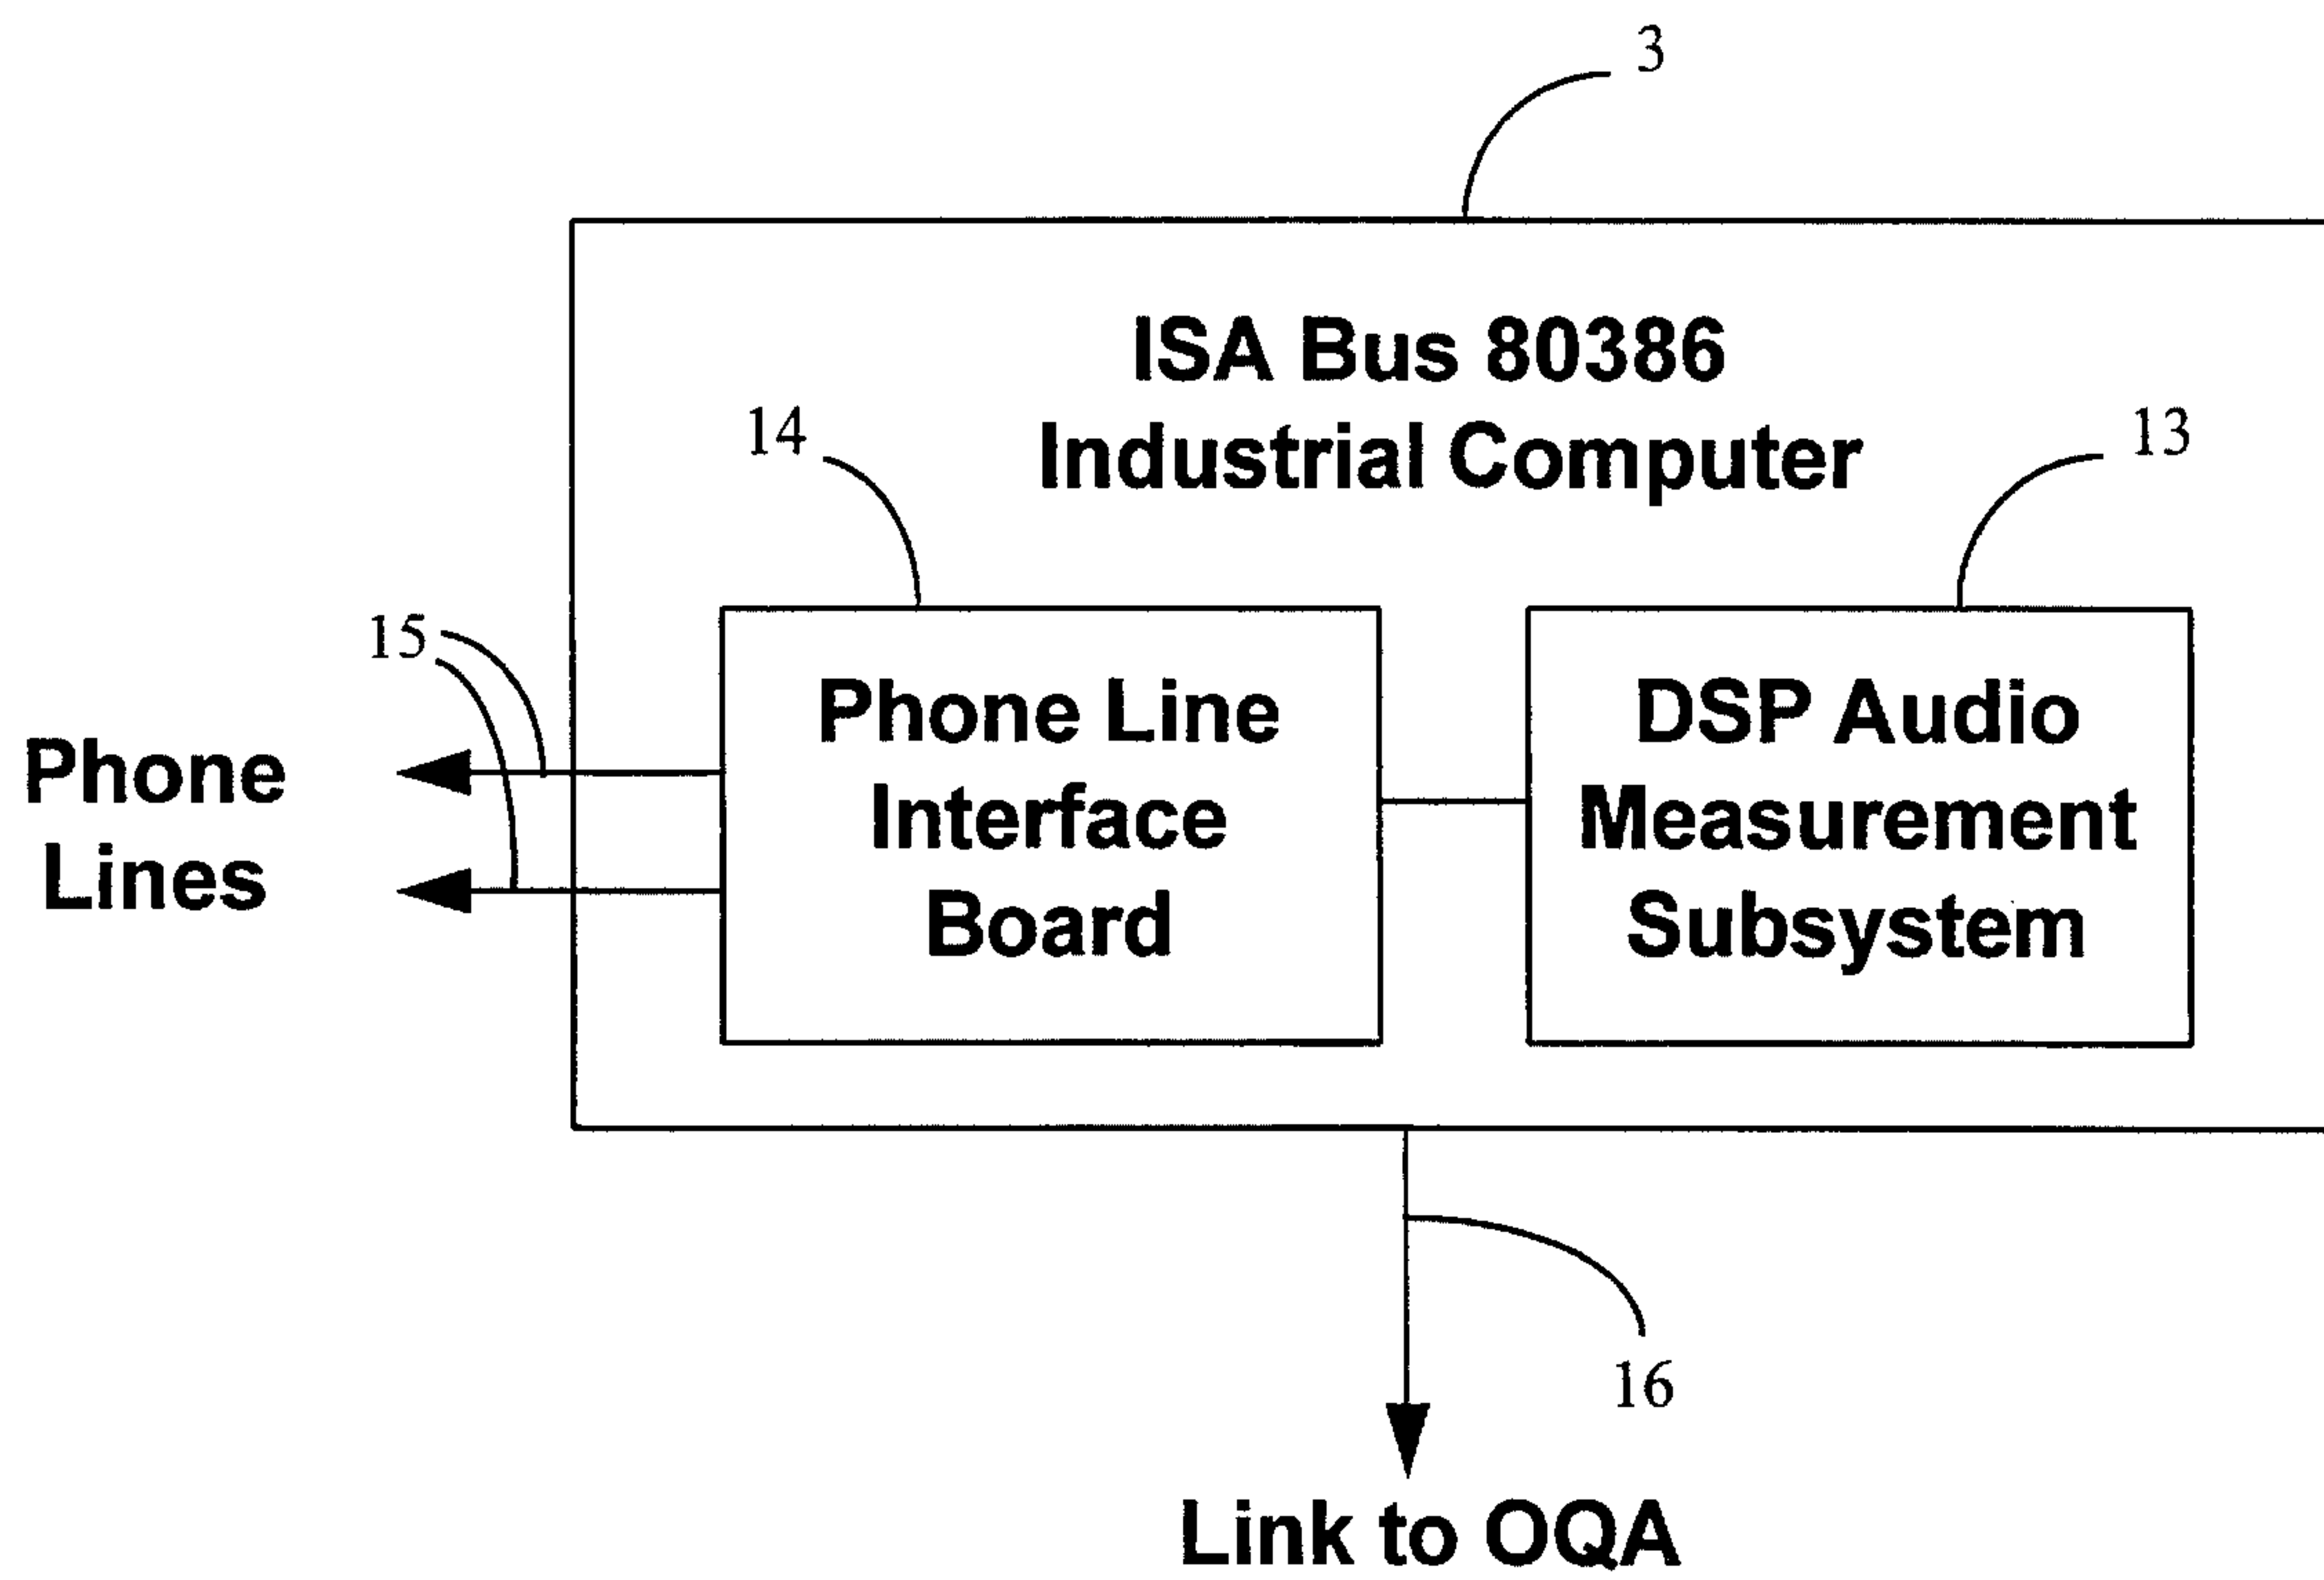 3
ISA Bus 80386
Industrial Computer
14
13
15
Phone Line
Interface
Board
DSP Audio
Measurement
Subsystem
Phone
Lines
16
Link to OQA